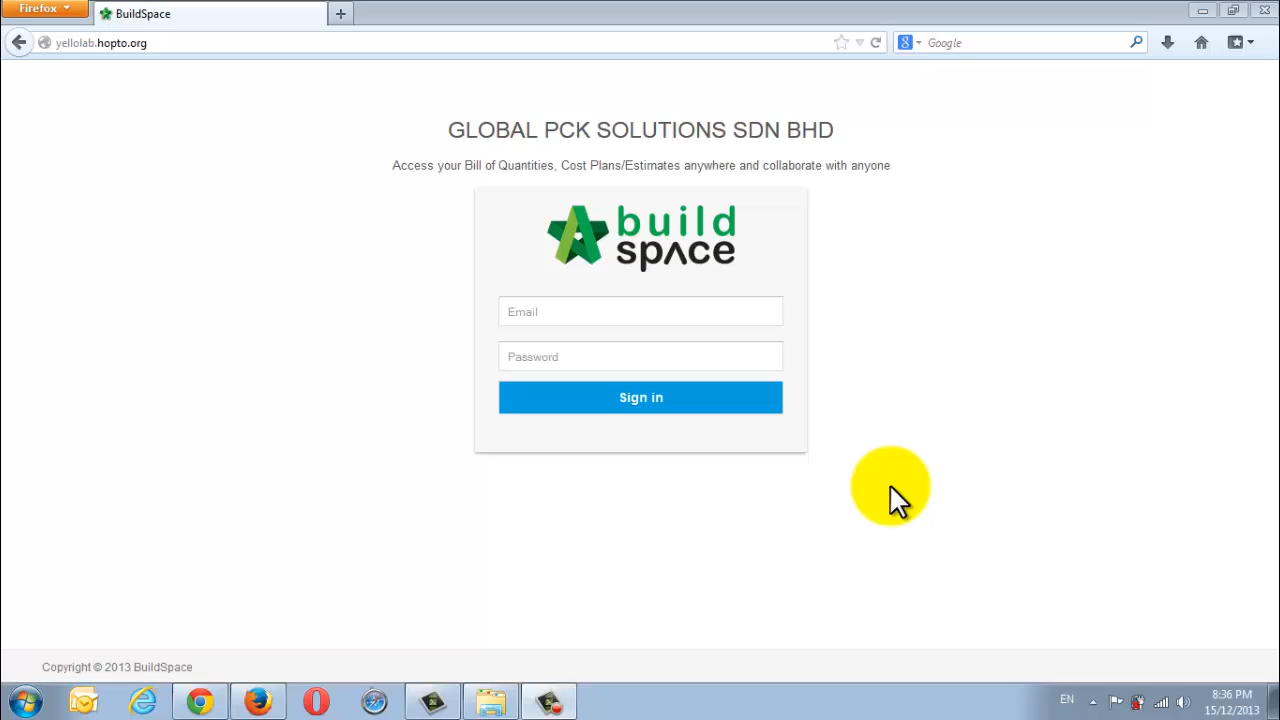 Firefox
BuildSpace
yellolab.hopto.org
Google
GLOBAL PCK SOLUTIONS SDN BHD
Access your Bill of Quantities, Cost Plans/Estimates anywhere and collaborate with anyone
build
space
Email
Password
Sign in
Copyright © 2013 BuildSpace
EN
8:36 PM
15/12/2013